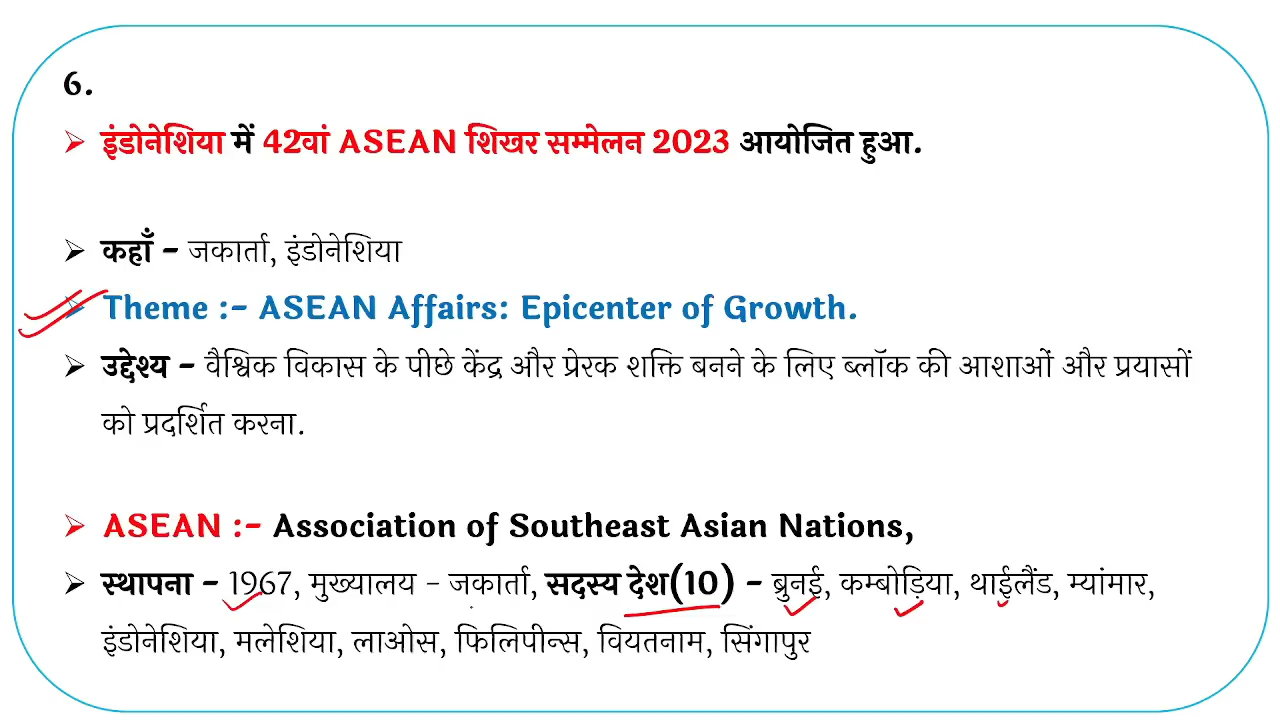 6.
➢ इंडोनेशिया में 42वां ASEAN शिखर सम्मेलन 2023 आयोजित हुआ.
➢ कहाँ – जकार्ता, इंडोनेशिया
➢ Theme :- ASEAN Affairs: Epicenter of Growth.
➢ उद्देश्य – वैश्विक विकास के पीछे केंद्र और प्रेरक शक्ति बनने के लिए ब्लॉक की आशाओं और प्रयासों
को प्रदर्शित करना.
➢ ASEAN :- Association of Southeast Asian Nations,
➢ स्थापना – 1967, मुख्यालय – जकार्ता, सदस्य देश(10) – ब्रुनई, कम्बोड़िया, थाईलैंड, म्यांमार,
इंडोनेशिया, मलेशिया, लाओस, फिलिपीन्स, वियतनाम, सिंगापुर